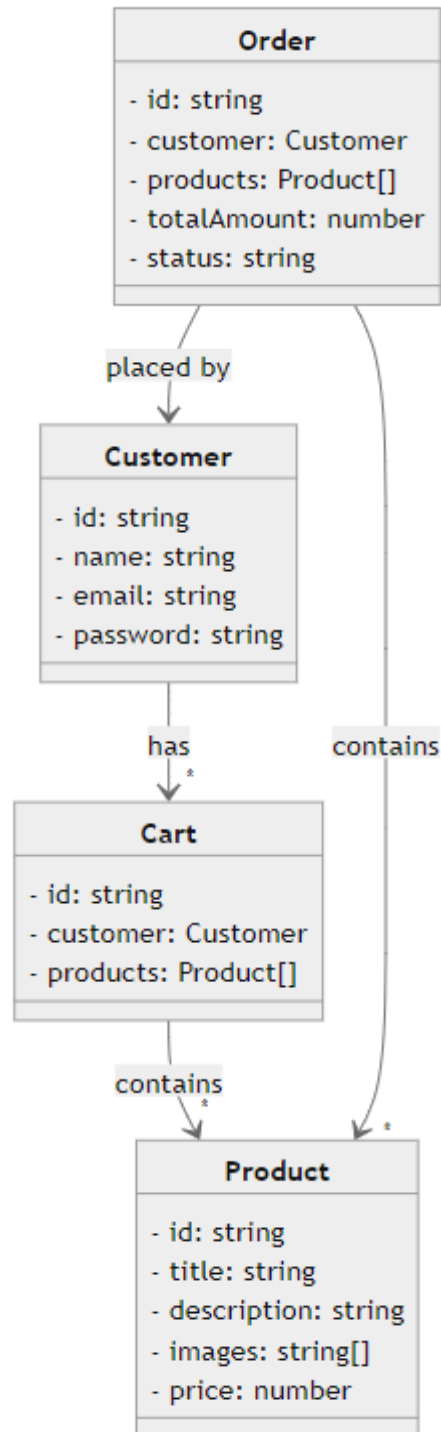 Order
- id: string
- customer: Customer
- products: Product[]
- totalAmount: number
- status: string
placed by
Customer
- id: string
- name: string
- email: string
- password: string
has
contains
*
Cart
- id: string
- customer: Customer
- products: Product[]
contains
*
*
Product
- id: string
- title: string
- description: string
- images: string[]
- price: number